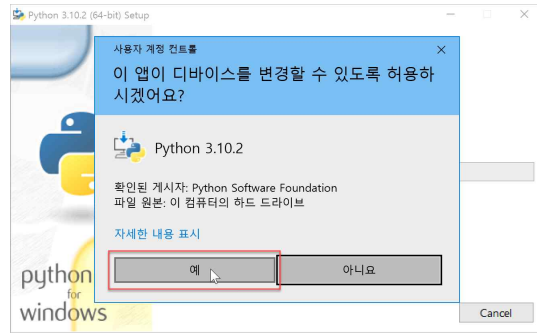 Python 3.10.2 (64-bit) Setup
사용자 계정 컨트롤
이 앱이 디바이스를 변경할 수 있도록 허용하
시겠어요?
Python 3.10.2
확인된 게시자: Python Software Foundation
파일 원본: 이 컴퓨터의 하드 드라이브
자세한 내용 표시
예
아니요
python
for
windows
Cancel